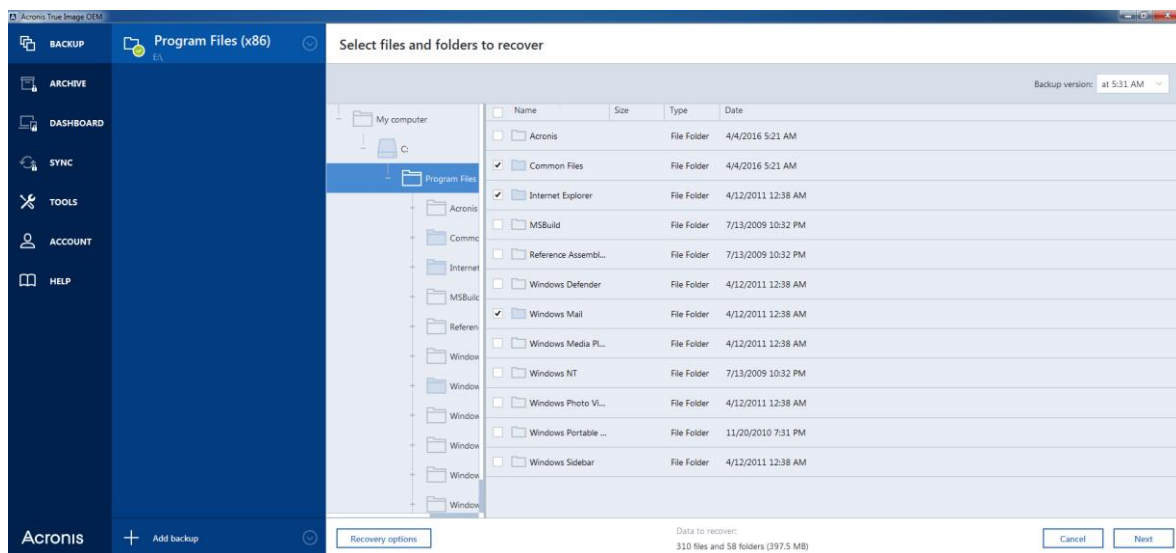 Acronis True Image OEM
BACKUP
ARCHIVE
DASHBOARD
SYNC
TOOLS
ACCOUNT
HELP
Acronis
Program Files (x86)
E:\
Add backup
Select files and folders to recover
Backup version: at 5:31 AM
My computer
C:
Program Files
Acronis
Commo
Internet
MSBuild
Referen
Window
Window
Window
Window
Window
Window
Name Size Type Date
Acronis File Folder 4/4/2016 5:21 AM
Common Files File Folder 4/4/2016 5:21 AM
Internet Explorer File Folder 4/12/2011 12:38 AM
MSBuild File Folder 7/13/2009 10:32 PM
Reference Assembl... File Folder 7/13/2009 10:32 PM
Windows Defender File Folder 4/12/2011 12:38 AM
Windows Mail File Folder 4/12/2011 12:38 AM
Windows Media Pl... File Folder 4/12/2011 12:38 AM
Windows NT File Folder 7/13/2009 10:32 PM
Windows Photo Vi... File Folder 4/12/2011 12:38 AM
Windows Portable ... File Folder 11/20/2010 7:31 PM
Windows Sidebar File Folder 4/12/2011 12:38 AM
Recovery options
Data to recover:
310 files and 58 folders (397.5 MB)
Cancel
Next